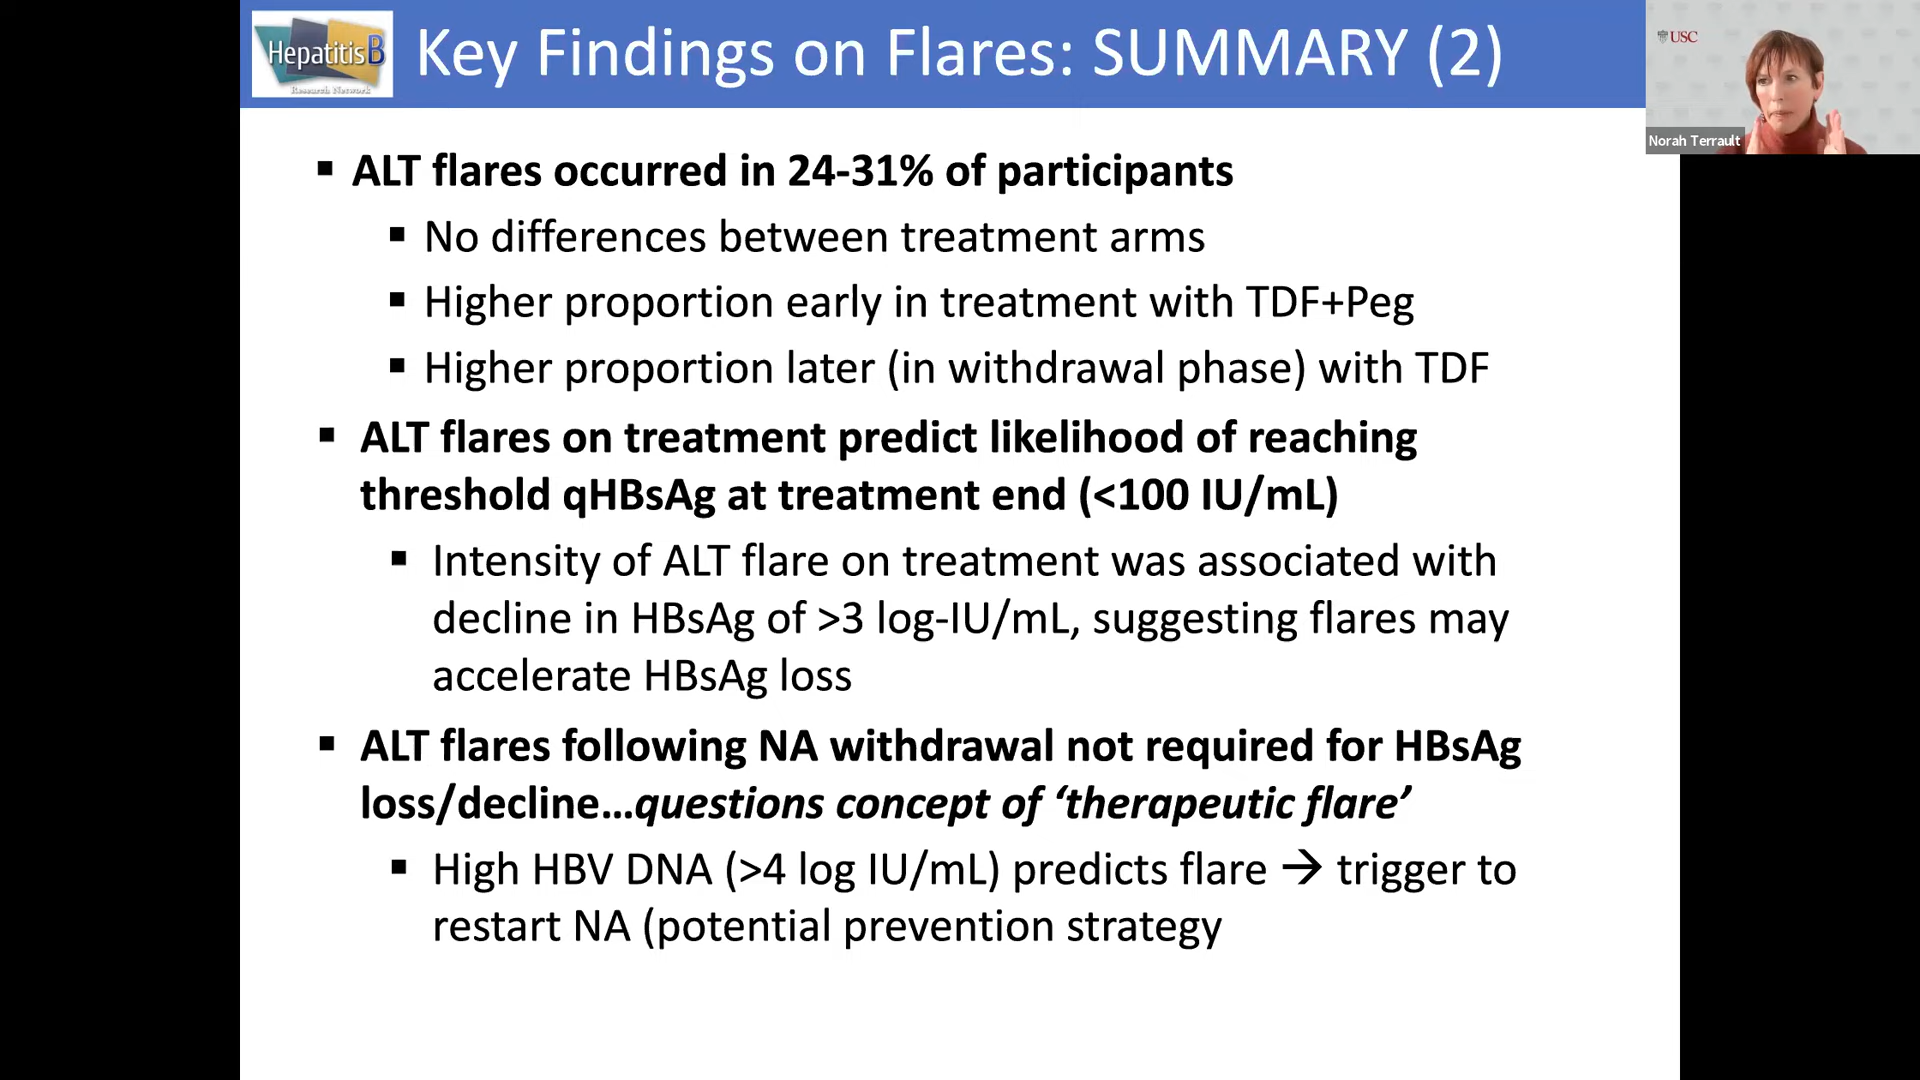 Hepatitis B
Research Network
Key Findings on Flares: SUMMARY (2)
USC
Norah Terrault
▪ ALT flares occurred in 24-31% of participants
▪ No differences between treatment arms
▪ Higher proportion early in treatment with TDF+Peg
▪ Higher proportion later (in withdrawal phase) with TDF
▪ ALT flares on treatment predict likelihood of reaching
threshold qHBsAg at treatment end (<100 IU/mL)
▪ Intensity of ALT flare on treatment was associated with
decline in HBsAg of >3 log-IU/mL, suggesting flares may
accelerate HBsAg loss
▪ ALT flares following NA withdrawal not required for HBsAg
loss/decline…questions concept of ‘therapeutic flare’
▪ High HBV DNA (>4 log IU/mL) predicts flare → trigger to
restart NA (potential prevention strategy